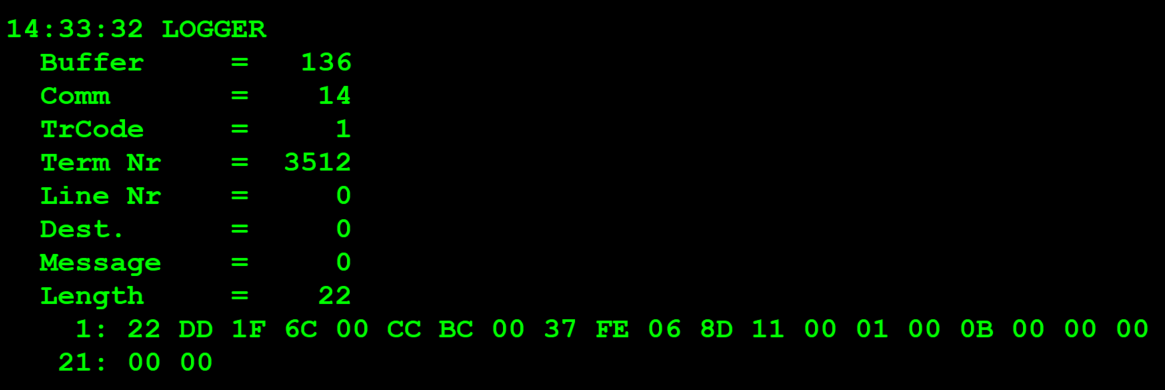 14:33:32 LOGGER
Buffer = 136
Comm = 14
TrCode = 1
Term Nr = 3512
Line Nr = 0
Dest. = 0
Message = 0
Length = 22
1: 22 DD 1F 6C 00 CC BC 00 37 FE 06 8D 11 00 01 00 0B 00 00 00
21: 00 00